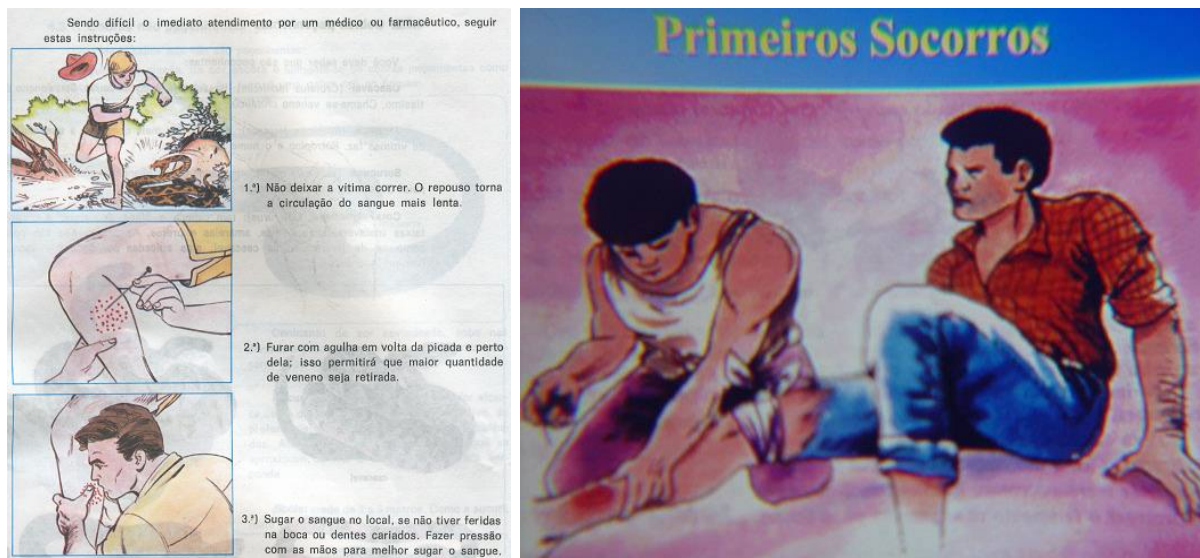 Sendo difícil o imediato atendimento por um médico ou farmacêutico, seguir
estas instruções:
1.ª) Não deixar a vítima correr. O repouso torna
a circulação do sangue mais lenta.
2.ª) Furar com agulha em volta da picada e perto
dela; isso permitirá que maior quantidade
de veneno seja retirada.
3.ª) Sugar o sangue no local, se não tiver feridas
na boca ou dentes cariados. Fazer pressão
com as mãos para melhor sugar o sangue.
Primeiros Socorros